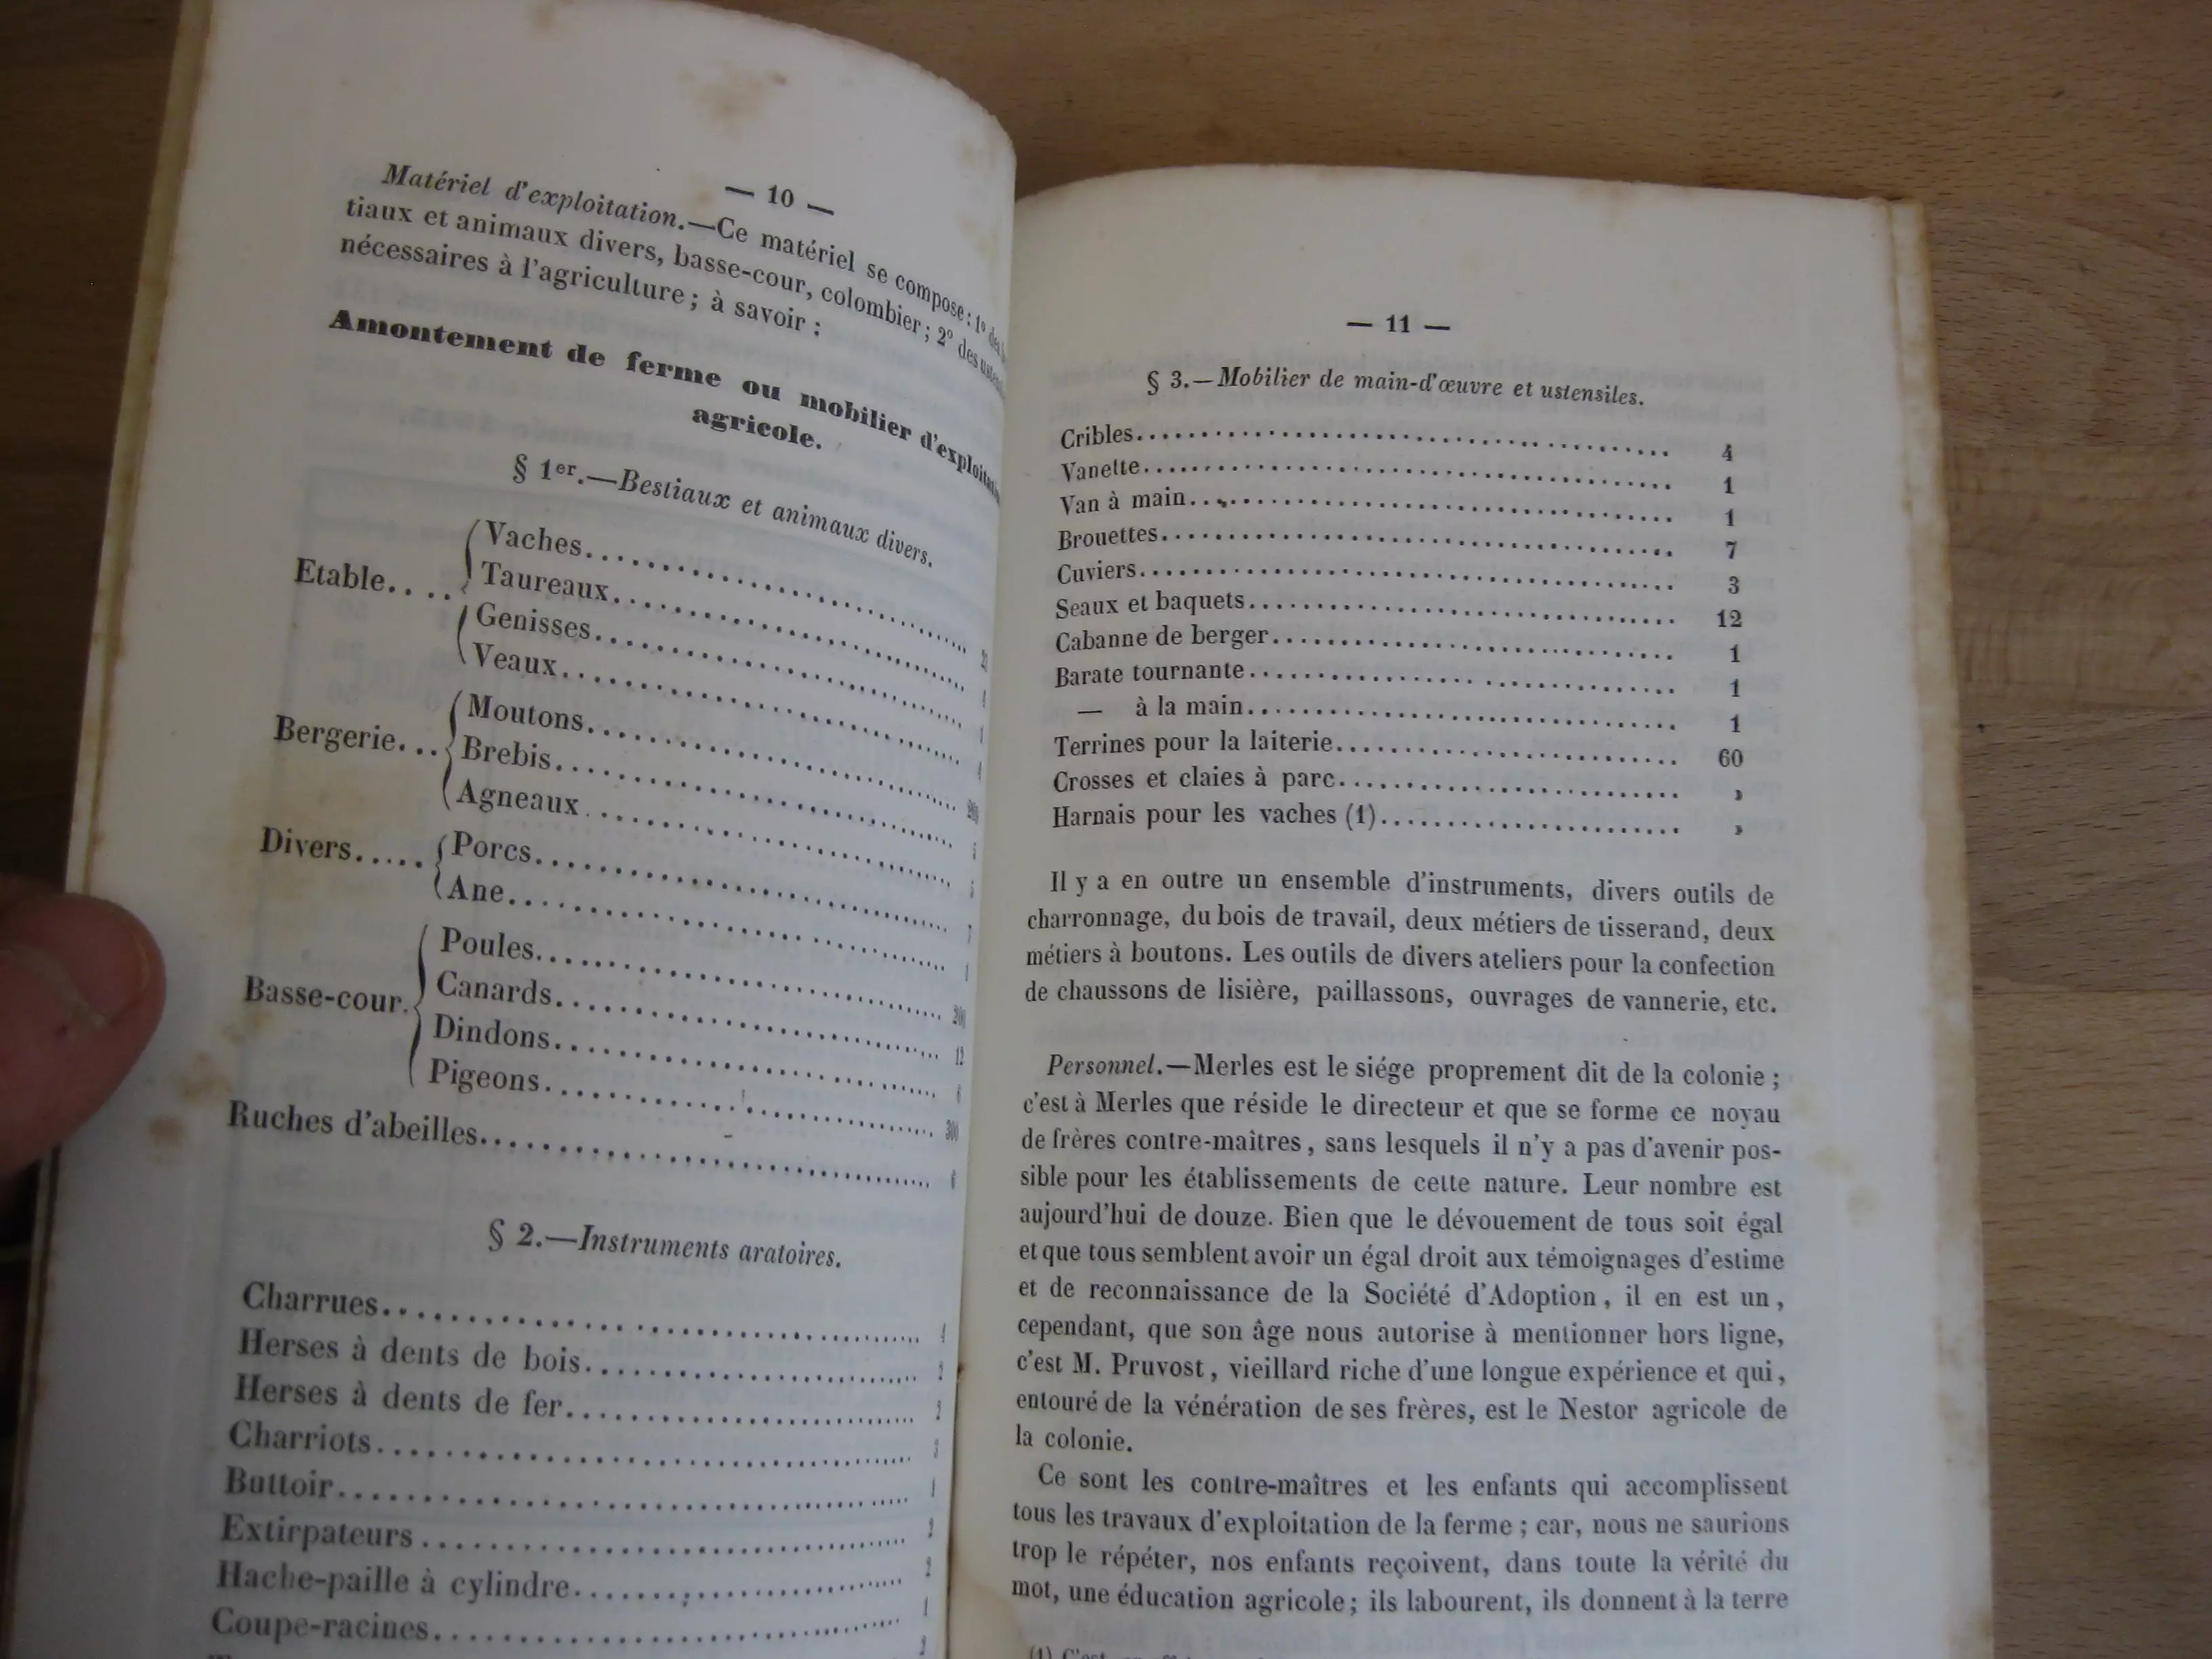 — 10 —
Matériel d'exploitation.—Ce matériel se compose : 1° des
tiaux et animaux divers, basse-cour, colombier ; 2° des
nécessaires à l'agriculture ; à savoir :
Amontement de ferme ou mobilier
agricole.
§ 1er.—Bestiaux et animaux divers.
Etable.... Vaches
Taureaux
Genisses
Veaux
Bergerie... Moutons
Brebis
Agneaux
Divers..... Porcs
Ane
Basse-cour. Poules
Canards 12
Dindons
Pigeons 300
Ruches d'abeilles
§ 2.—Instruments aratoires.
Charrues
Herses à dents de bois
Herses à dents de fer
Charriots
Buttoir
Extirpateurs
Hache-paille à cylindre
Coupe-racines
— 11 —
§ 3.—Mobilier de main-d'œuvre et ustensiles.
Cribles 4
Vanette 1
Van à main 1
Brouettes 7
Cuviers 3
Seaux et baquets 12
Cabanne de berger 1
Barate tournante 1
— à la main 1
Terrines pour la laiterie 60
Crosses et claies à parc »
Harnais pour les vaches (1) »
Il y a en outre un ensemble d'instruments, divers outils de
charronnage, du bois de travail, deux métiers de tisserand, deux
métiers à boutons. Les outils de divers ateliers pour la confection
de chaussons de lisière, paillassons, ouvrages de vannerie, etc.
Personnel.—Merles est le siége proprement dit de la colonie ;
c'est à Merles que réside le directeur et que se forme ce noyau
de frères contre-maîtres, sans lesquels il n'y a pas d'avenir pos-
sible pour les établissements de cette nature. Leur nombre est
aujourd'hui de douze. Bien que le dévouement de tous soit égal
et que tous semblent avoir un égal droit aux témoignages d'estime
et de reconnaissance de la Société d'Adoption, il en est un,
cependant, que son âge nous autorise à mentionner hors ligne,
c'est M. Pruvost, vieillard riche d'une longue expérience et qui,
entouré de la vénération de ses frères, est le Nestor agricole de
la colonie.
Ce sont les contre-maîtres et les enfants qui accomplissent
tous les travaux d'exploitation de la ferme ; car, nous ne saurions
trop le répéter, nos enfants reçoivent, dans toute la vérité du
mot, une éducation agricole ; ils labourent, ils donnent à la terre